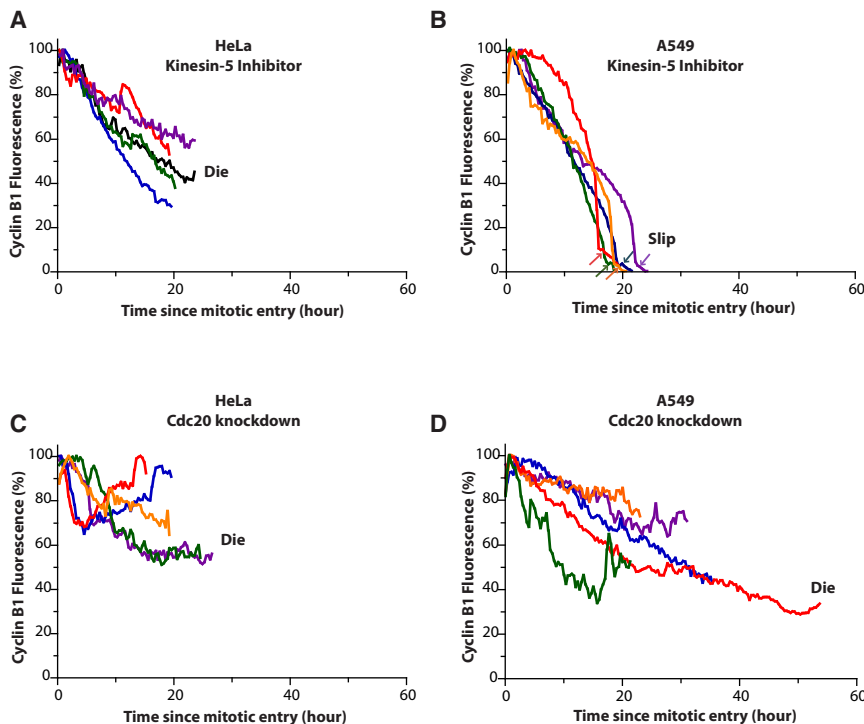 A
HeLa
Kinesin-5 Inhibitor
Cyclin B1 Fluorescence (%)
100
80
60
40
20
0
Die
0
20
40
60
Time since mitotic entry (hour)
B
A549
Kinesin-5 Inhibitor
Cyclin B1 Fluorescence (%)
100
80
60
40
20
0
Slip
0
20
40
60
Time since mitotic entry (hour)
C
HeLa
Cdc20 knockdown
Cyclin B1 Fluorescence (%)
100
80
60
40
20
0
Die
0
20
40
60
Time since mitotic entry (hour)
D
A549
Cdc20 knockdown
Cyclin B1 Fluorescence (%)
100
80
60
40
20
0
Die
0
20
40
60
Time since mitotic entry (hour)